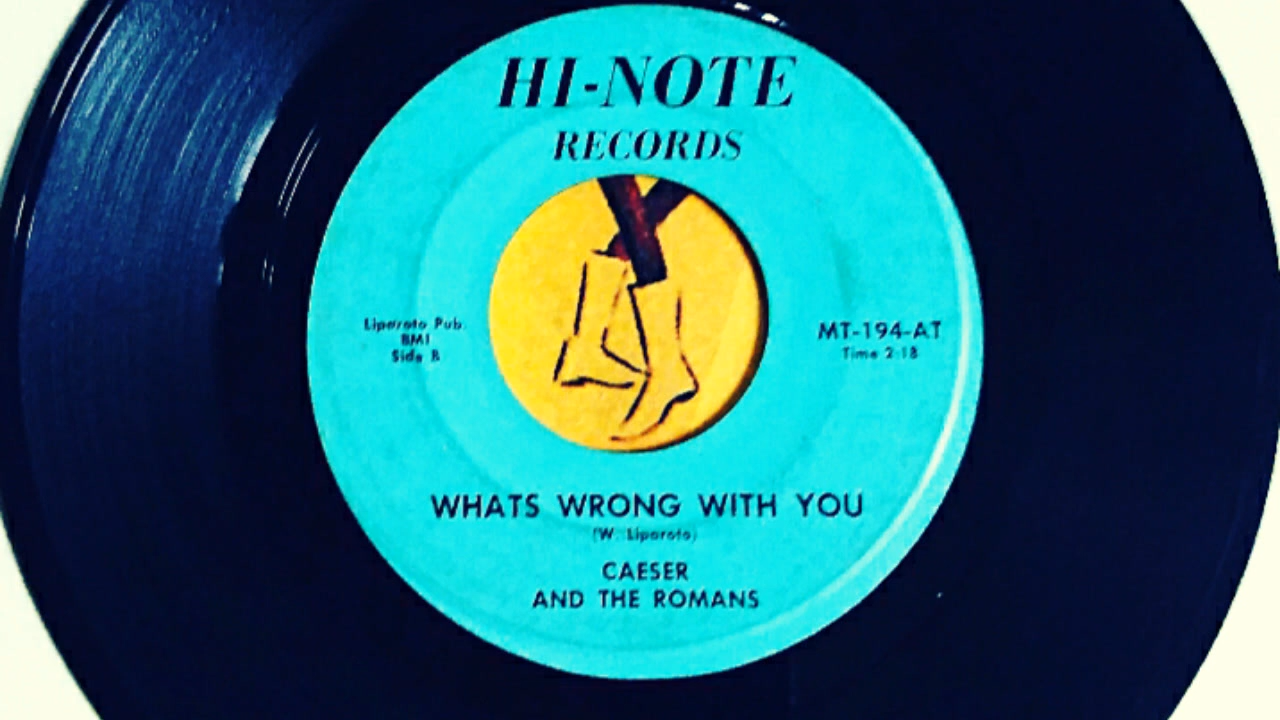 HI-NOTE
RECORDS
Liparoto Pub.
BMI
Side B
MT-194-AT
Time 2:18
WHATS WRONG WITH YOU
(W. Liparoto)
CAESER
AND THE ROMANS